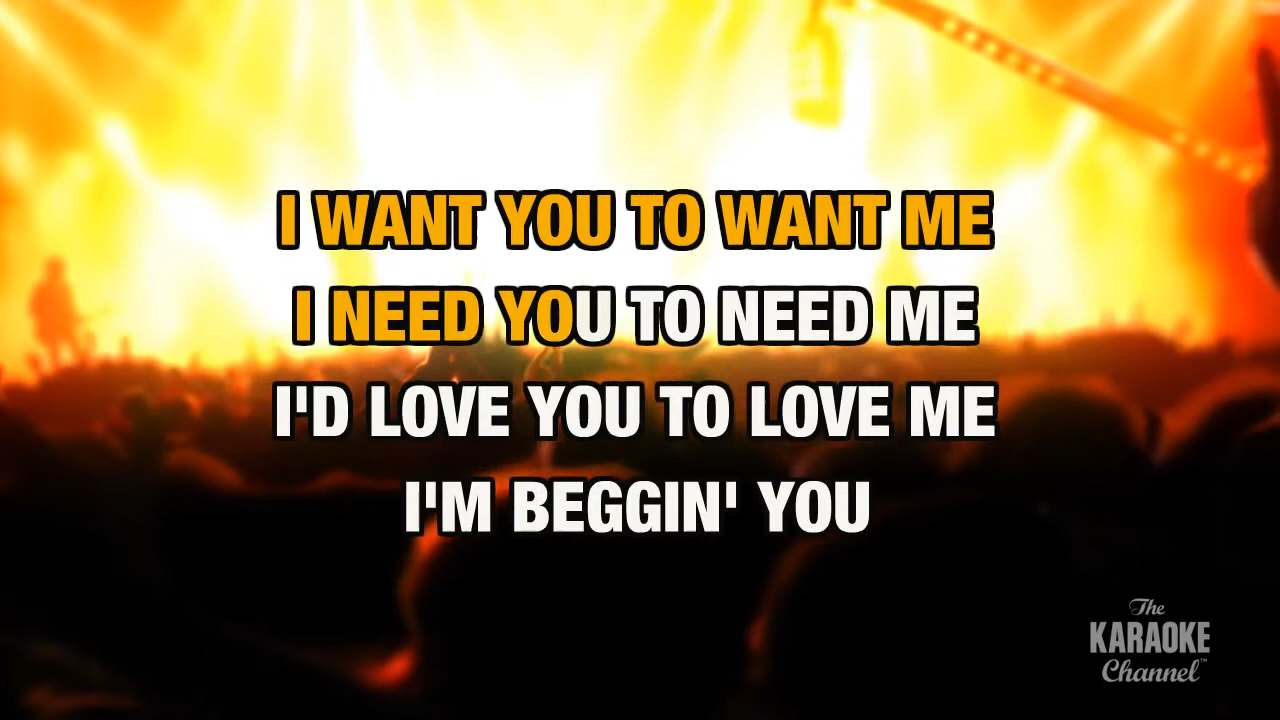 I WANT YOU TO WANT ME
I NEED YOU TO NEED ME
I'D LOVE YOU TO LOVE ME
I'M BEGGIN' YOU
The
KARAOKE
Channel™